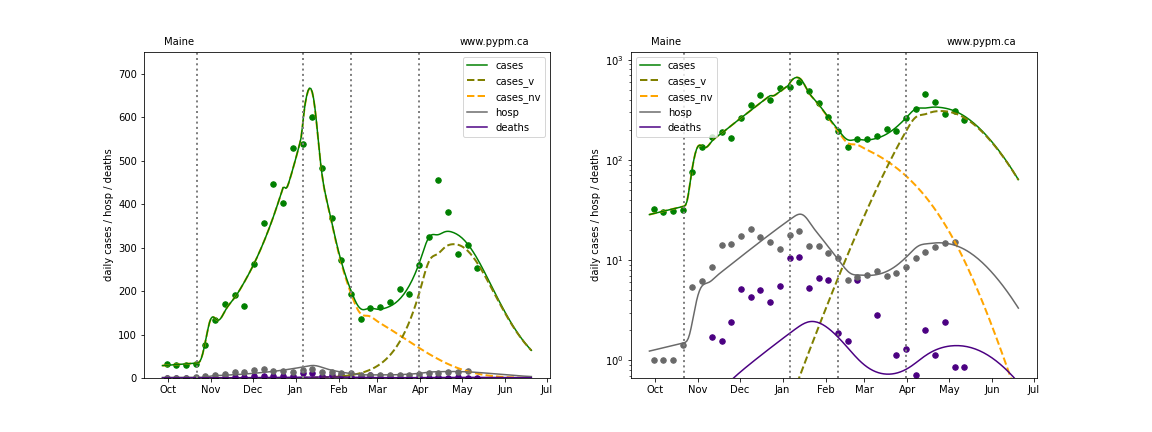 Maine www.pypm.ca
daily cases / hosp / deaths
700
600
500
400
300
200
100
0
cases
cases_v
cases_nv
hosp
deaths
Oct Nov Dec Jan Feb Mar Apr May Jun Jul
Maine www.pypm.ca
daily cases / hosp / deaths
10³
10²
10¹
10⁰
cases
cases_v
cases_nv
hosp
deaths
Oct Nov Dec Jan Feb Mar Apr May Jun Jul